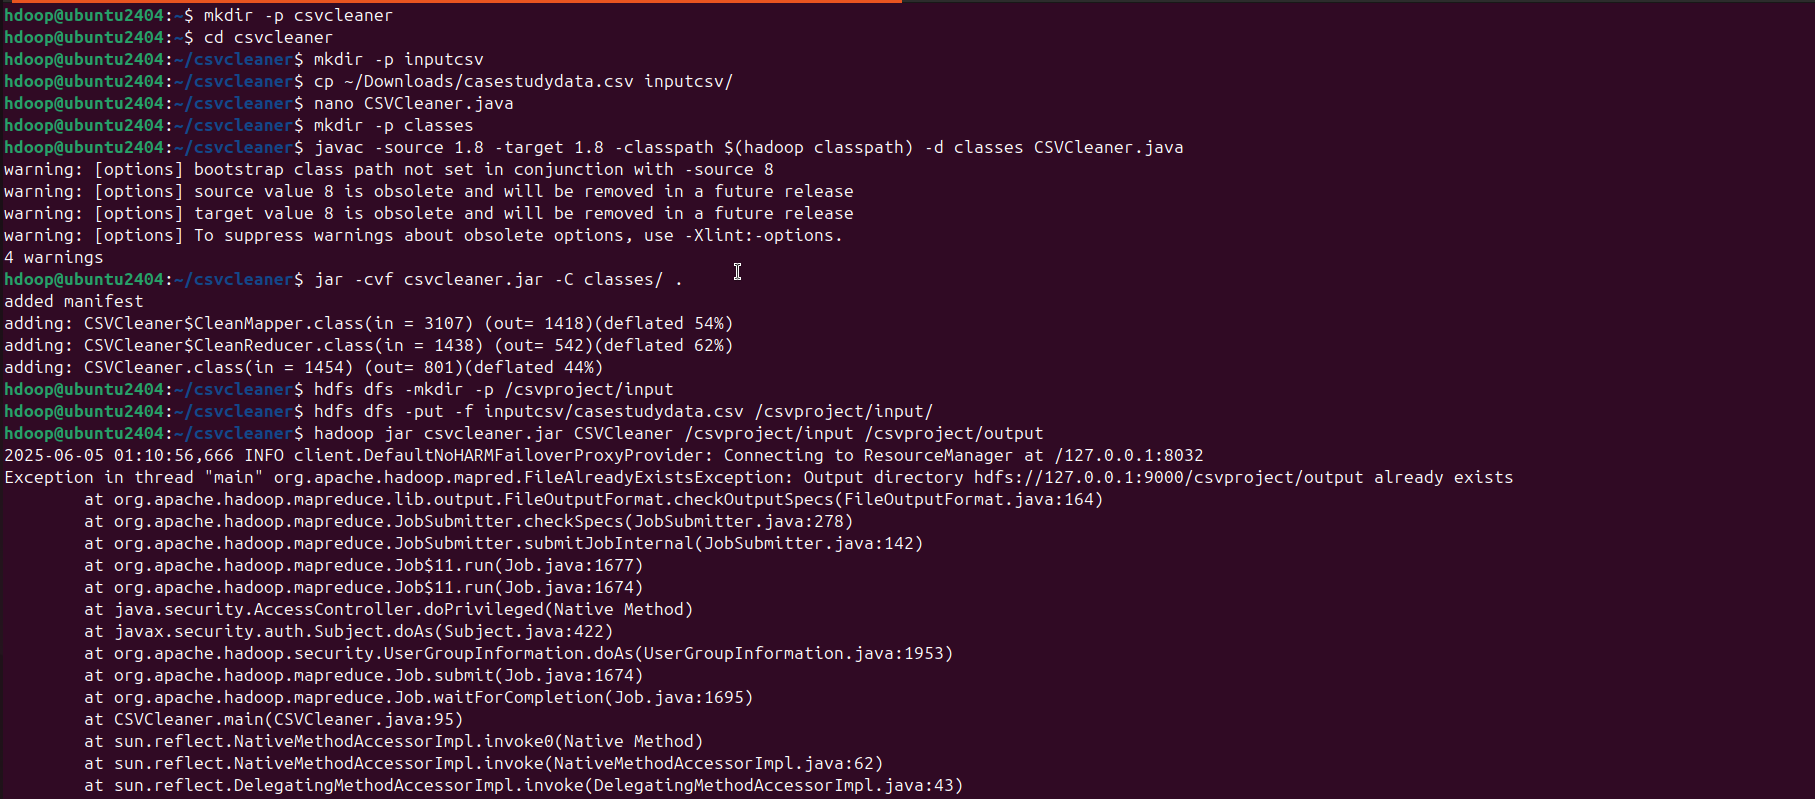 hdoop@ubuntu2404:~$ mkdir -p csvcleaner
hdoop@ubuntu2404:~$ cd csvcleaner
hdoop@ubuntu2404:~/csvcleaner$ mkdir -p inputcsv
hdoop@ubuntu2404:~/csvcleaner$ cp ~/Downloads/casestudydata.csv inputcsv/
hdoop@ubuntu2404:~/csvcleaner$ nano CSVCleaner.java
hdoop@ubuntu2404:~/csvcleaner$ mkdir -p classes
hdoop@ubuntu2404:~/csvcleaner$ javac -source 1.8 -target 1.8 -classpath $(hadoop classpath) -d classes CSVCleaner.java
warning: [options] bootstrap class path not set in conjunction with -source 8
warning: [options] source value 8 is obsolete and will be removed in a future release
warning: [options] target value 8 is obsolete and will be removed in a future release
warning: [options] To suppress warnings about obsolete options, use -Xlint:-options.
4 warnings
hdoop@ubuntu2404:~/csvcleaner$ jar -cvf csvcleaner.jar -C classes/ .
added manifest
adding: CSVCleaner$CleanMapper.class(in = 3107) (out= 1418)(deflated 54%)
adding: CSVCleaner$CleanReducer.class(in = 1438) (out= 542)(deflated 62%)
adding: CSVCleaner.class(in = 1454) (out= 801)(deflated 44%)
hdoop@ubuntu2404:~/csvcleaner$ hdfs dfs -mkdir -p /csvproject/input
hdoop@ubuntu2404:~/csvcleaner$ hdfs dfs -put -f inputcsv/casestudydata.csv /csvproject/input/
hdoop@ubuntu2404:~/csvcleaner$ hadoop jar csvcleaner.jar CSVCleaner /csvproject/input /csvproject/output
2025-06-05 01:10:56,666 INFO client.DefaultNoHARMFailoverProxyProvider: Connecting to ResourceManager at /127.0.0.1:8032
Exception in thread "main" org.apache.hadoop.mapred.FileAlreadyExistsException: Output directory hdfs://127.0.0.1:9000/csvproject/output already exists
        at org.apache.hadoop.mapreduce.lib.output.FileOutputFormat.checkOutputSpecs(FileOutputFormat.java:164)
        at org.apache.hadoop.mapreduce.JobSubmitter.checkSpecs(JobSubmitter.java:278)
        at org.apache.hadoop.mapreduce.JobSubmitter.submitJobInternal(JobSubmitter.java:142)
        at org.apache.hadoop.mapreduce.Job$11.run(Job.java:1677)
        at org.apache.hadoop.mapreduce.Job$11.run(Job.java:1674)
        at java.security.AccessController.doPrivileged(Native Method)
        at javax.security.auth.Subject.doAs(Subject.java:422)
        at org.apache.hadoop.security.UserGroupInformation.doAs(UserGroupInformation.java:1953)
        at org.apache.hadoop.mapreduce.Job.submit(Job.java:1674)
        at org.apache.hadoop.mapreduce.Job.waitForCompletion(Job.java:1695)
        at CSVCleaner.main(CSVCleaner.java:95)
        at sun.reflect.NativeMethodAccessorImpl.invoke0(Native Method)
        at sun.reflect.NativeMethodAccessorImpl.invoke(NativeMethodAccessorImpl.java:62)
        at sun.reflect.DelegatingMethodAccessorImpl.invoke(DelegatingMethodAccessorImpl.java:43)